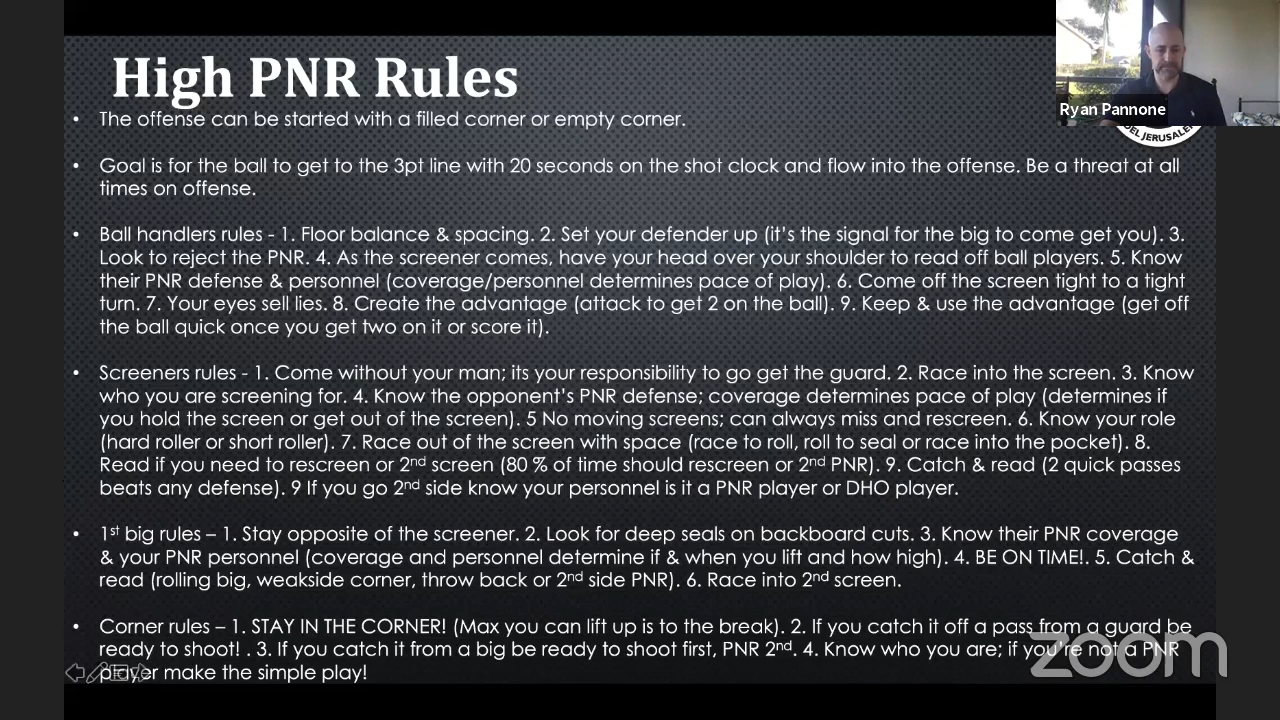 High PNR Rules
Ryan Pannone
EL JERUSALE
• The offense can be started with a filled corner or empty corner.
• Goal is for the ball to get to the 3pt line with 20 seconds on the shot clock and flow into the offense. Be a threat at all
times on offense.
• Ball handlers rules - 1. Floor balance & spacing. 2. Set your defender up (it's the signal for the big to come get you). 3.
Look to reject the PNR. 4. As the screener comes, have your head over your shoulder to read off ball players. 5. Know
their PNR defense & personnel (coverage/personnel determines pace of play). 6. Come off the screen tight to a tight
turn. 7. Your eyes sell lies. 8. Create the advantage (attack to get 2 on the ball). 9. Keep & use the advantage (get off
the ball quick once you get two on it or score it).
• Screeners rules - 1. Come without your man; its your responsibility to go get the guard. 2. Race into the screen. 3. Know
who you are screening for. 4. Know the opponent's PNR defense; coverage determines pace of play (determines if
you hold the screen or get out of the screen). 5 No moving screens; can always miss and rescreen. 6. Know your role
(hard roller or short roller). 7. Race out of the screen with space (race to roll, roll to seal or race into the pocket). 8.
Read if you need to rescreen or 2nd screen (80 % of time should rescreen or 2nd PNR). 9. Catch & read (2 quick passes
beats any defense). 9 If you go 2nd side know your personnel is it a PNR player or DHO player.
• 1st big rules – 1. Stay opposite of the screener. 2. Look for deep seals on backboard cuts. 3. Know their PNR coverage
& your PNR personnel (coverage and personnel determine if & when you lift and how high). 4. BE ON TIME!. 5. Catch &
read (rolling big, weakside corner, throw back or 2nd side PNR). 6. Race into 2nd screen.
• Corner rules – 1. STAY IN THE CORNER! (Max you can lift up is to the break). 2. If you catch it off a pass from a guard be
ready to shoot! . 3. If you catch it from a big be ready to shoot first, PNR 2nd. 4. Know who you are; if you're not a PNR
player make the simple play!
zoom